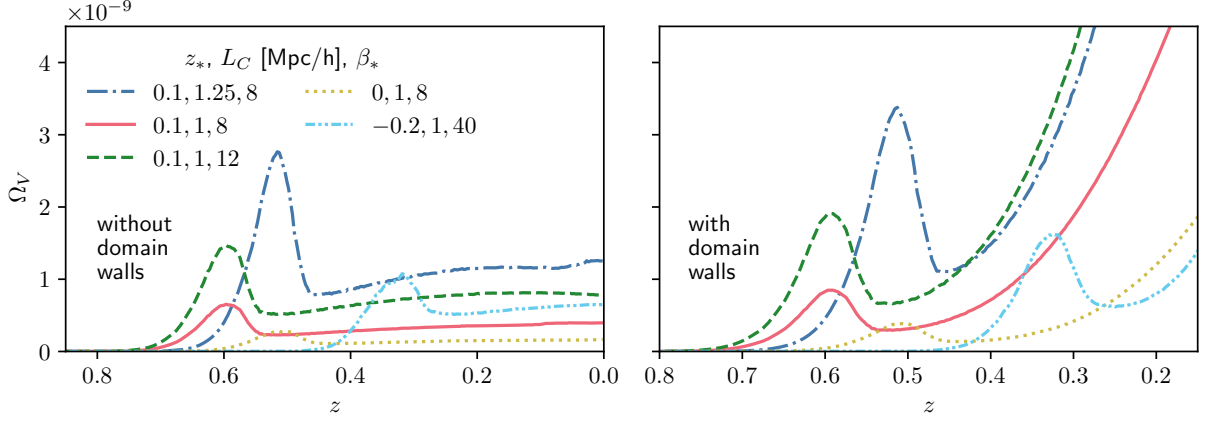 ×10⁻⁹
z*, L_C [Mpc/h], β*
0.1, 1.25, 8
0.1, 1, 8
0.1, 1, 12
0, 1, 8
−0.2, 1, 40
4
3
2
1
0
Ω_V
without
domain
walls
0.8 0.6 0.4 0.2 0.0
z
with
domain
walls
0.8 0.7 0.6 0.5 0.4 0.3 0.2
z